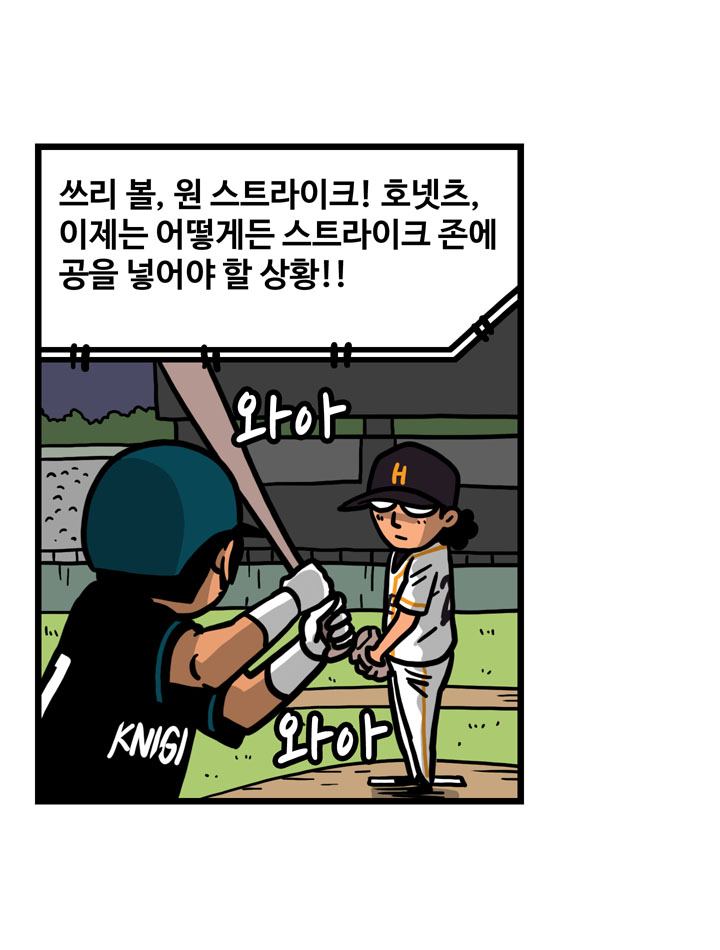 쓰리 볼, 원 스트라이크! 호넷츠,
이제는 어떻게든 스트라이크 존에
공을 넣어야 할 상황!!
와아
H
KNIGI
와아